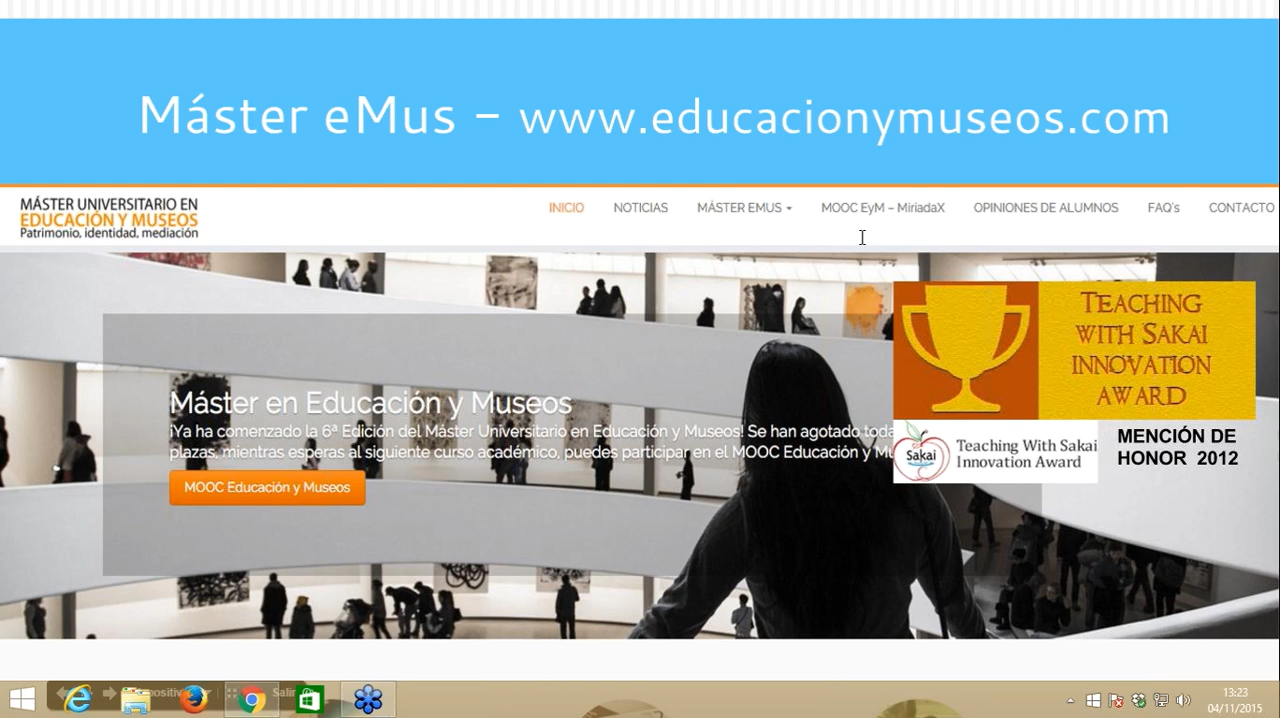 Máster eMus - www.educacionymuseos.com
MÁSTER UNIVERSITARIO EN
EDUCACIÓN Y MUSEOS
Patrimonio, identidad, mediación
INICIO
NOTICIAS
MÁSTER EMUS
MOOC EyM – MiriadaX
OPINIONES DE ALUMNOS
FAQ's
CONTACTO
TEACHING
WITH SAKAI
INNOVATION
AWARD
Máster en Educación y Museos
¡Ya ha comenzado la 6ª Edición del Máster Universitario en Educación y Museos! Se han agotado
plazas, mientras esperas al siguiente curso académico, puedes participar en el MOOC Educación y
MOOC Educación y Museos
Sakai
Teaching With Sakai
Innovation Award
MENCIÓN DE
HONOR 2012
13:23
04/11/2015